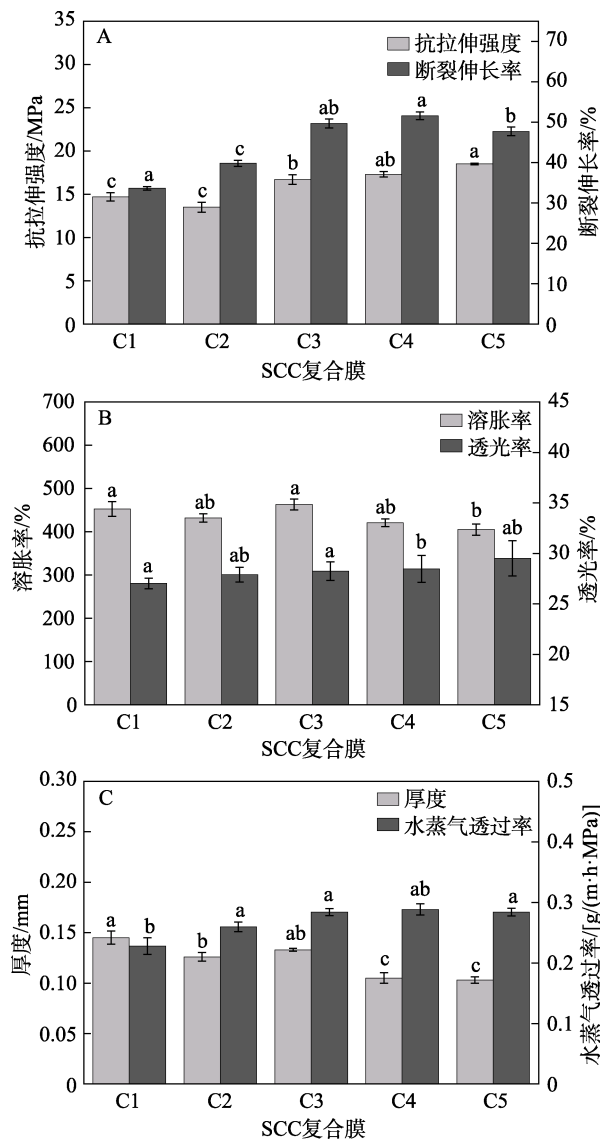 A
抗拉伸强度
断裂伸长率
抗拉伸强度/MPa
35
30
25
20
15
10
5
0
断裂伸长率/%
70
60
50
40
30
20
10
0
c a c c b ab ab a a b
C1 C2 C3 C4 C5
SCC复合膜
B
溶胀率
透光率
溶胀率/%
700
600
500
400
300
200
100
0
透光率/%
45
40
35
30
25
20
15
a a ab ab a a ab b b ab
C1 C2 C3 C4 C5
SCC复合膜
C
厚度
水蒸气透过率
厚度/mm
0.30
0.25
0.20
0.15
0.10
0.05
0
水蒸气透过率/[g/(m·h·MPa)]
0.5
0.4
0.3
0.2
0.1
0
a b b a ab a c ab c a
C1 C2 C3 C4 C5
SCC复合膜